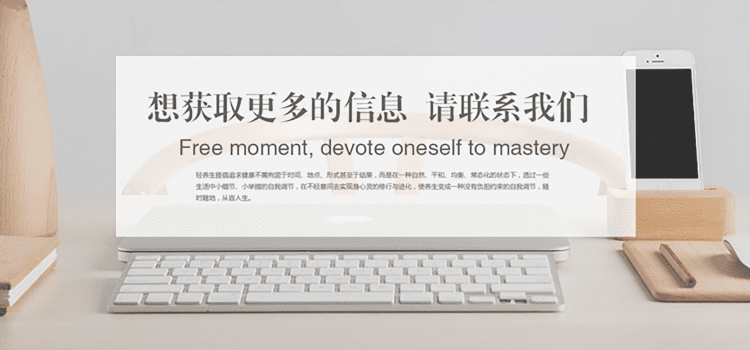 想获取更多的信息 请联系我们
Free moment, devote oneself to mastery
轻养生提倡追求健康不需拘泥于时间、地点、形式甚至于结果，而是在一种自然、平和、均衡、常态化的状态下，透过一些
生活中小细节、小举措的自我调节，在不经意间去实现身心灵的修行与进化，使养生变成一种没有负担约束的自我调节，随
时随地，从容人生。